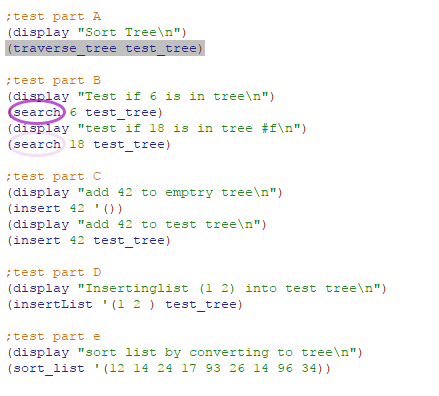 ;test part A
(display "Sort Tree\n")
(traverse_tree test_tree)
;test part B
(display "Test if 6 is in tree\n")
(search 6 test_tree)
(display "test if 18 is in tree #f\n")
(search 18 test_tree)
;test part C
(display "add 42 to emptry tree\n")
(insert 42 '())
(display "add 42 to test tree\n")
(insert 42 test_tree)
;test part D
(display "Insertinglist (1 2) into test tree\n")
(insertList '(1 2 ) test_tree)
;test part e
(display "sort list by converting to tree\n")
(sort_list '(12 14 24 17 93 26 14 96 34))